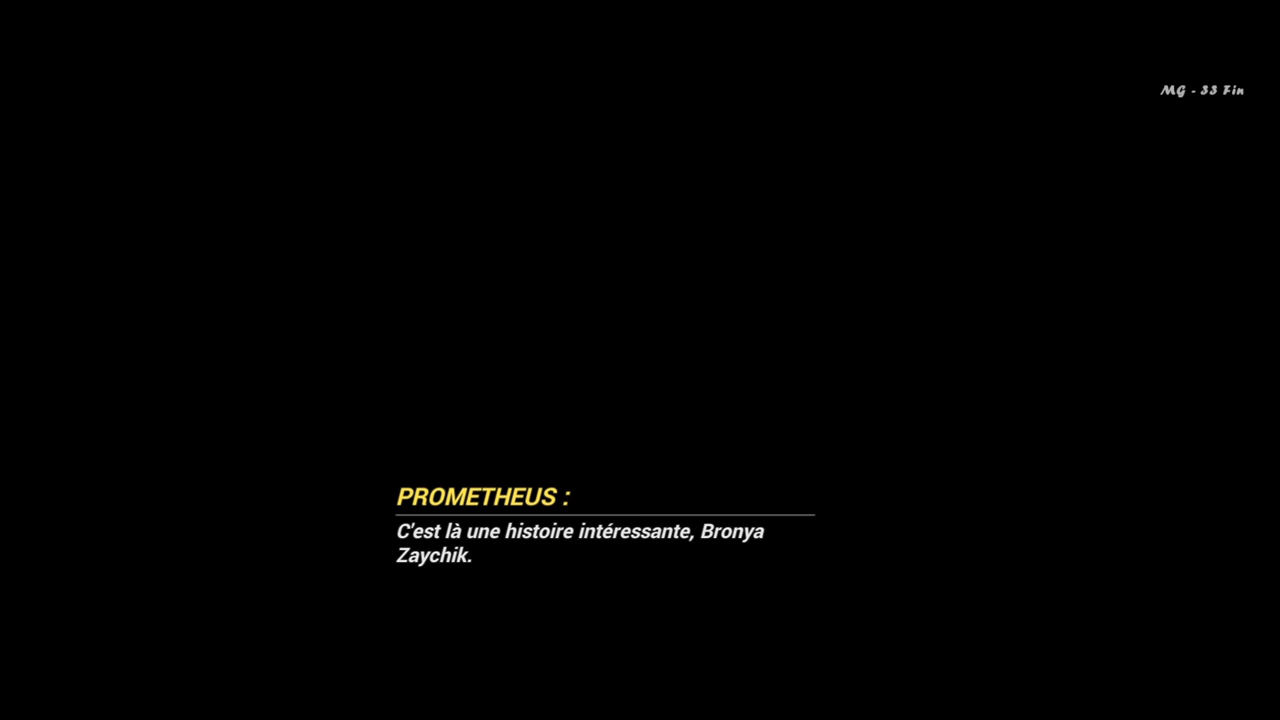 MG - 33 Fin
PROMETHEUS :
C'est là une histoire intéressante, Bronya
Zaychik.